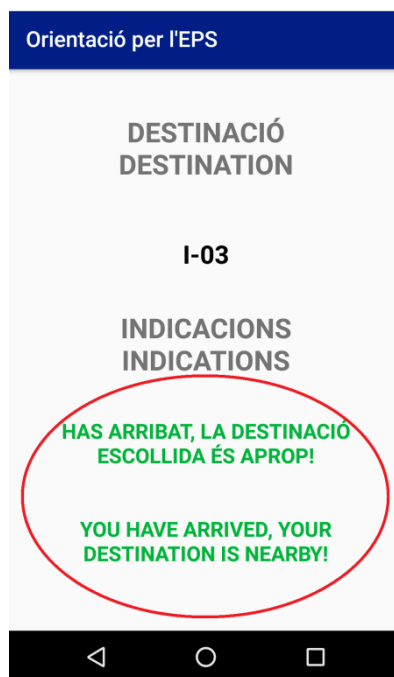 Orientació per l'EPS
DESTINACIÓ
DESTINATION
I-03
INDICACIONS
INDICATIONS
HAS ARRIBAT, LA DESTINACIÓ
ESCOLLIDA ÉS APROP!
YOU HAVE ARRIVED, YOUR
DESTINATION IS NEARBY!